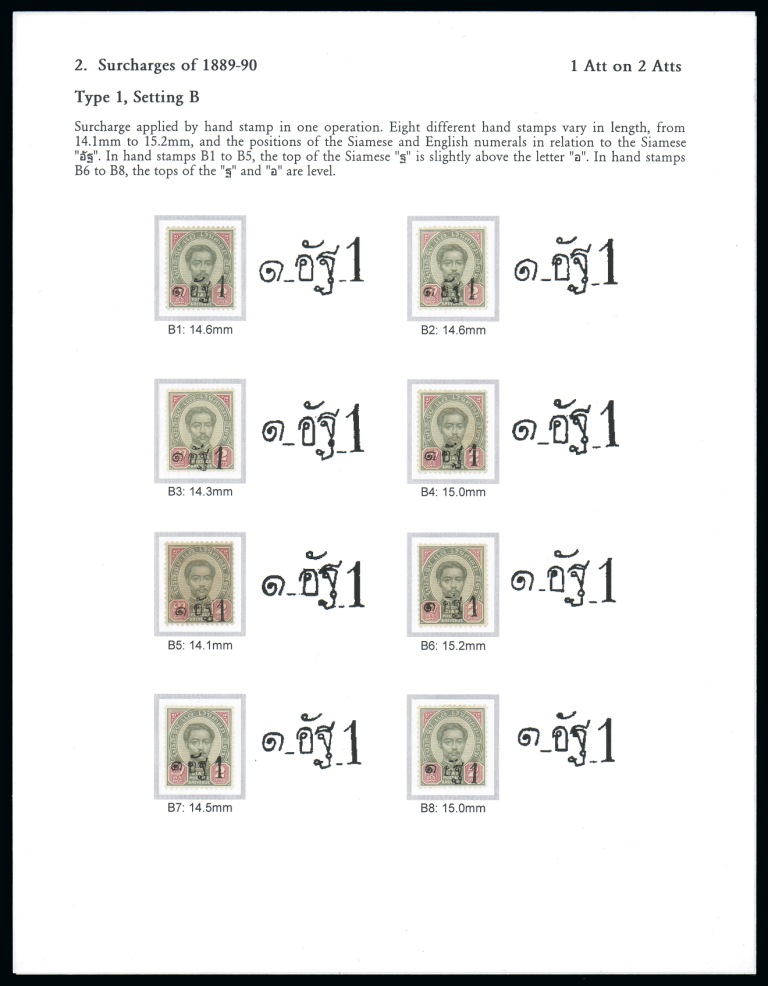 2. Surcharges of 1889-90 1 Att on 2 Atts
Type 1, Setting B
Surcharge applied by hand stamp in one operation. Eight different hand stamps vary in length, from
14.1mm to 15.2mm, and the positions of the Siamese and English numerals in relation to the Siamese
"อัฐ". In hand stamps B1 to B5, the top of the Siamese "ฐ" is slightly above the letter "อ". In hand stamps
B6 to B8, the tops of the "ฐ" and "อ" are level.
๑ อัฐ 1 ๑ อัฐ 1
B1: 14.6mm B2: 14.6mm
๑ อัฐ 1 ๑ อัฐ 1
B3: 14.3mm B4: 15.0mm
๑ อัฐ 1 ๑ อัฐ 1
B5: 14.1mm B6: 15.2mm
๑ อัฐ 1 ๑ อัฐ 1
B7: 14.5mm B8: 15.0mm